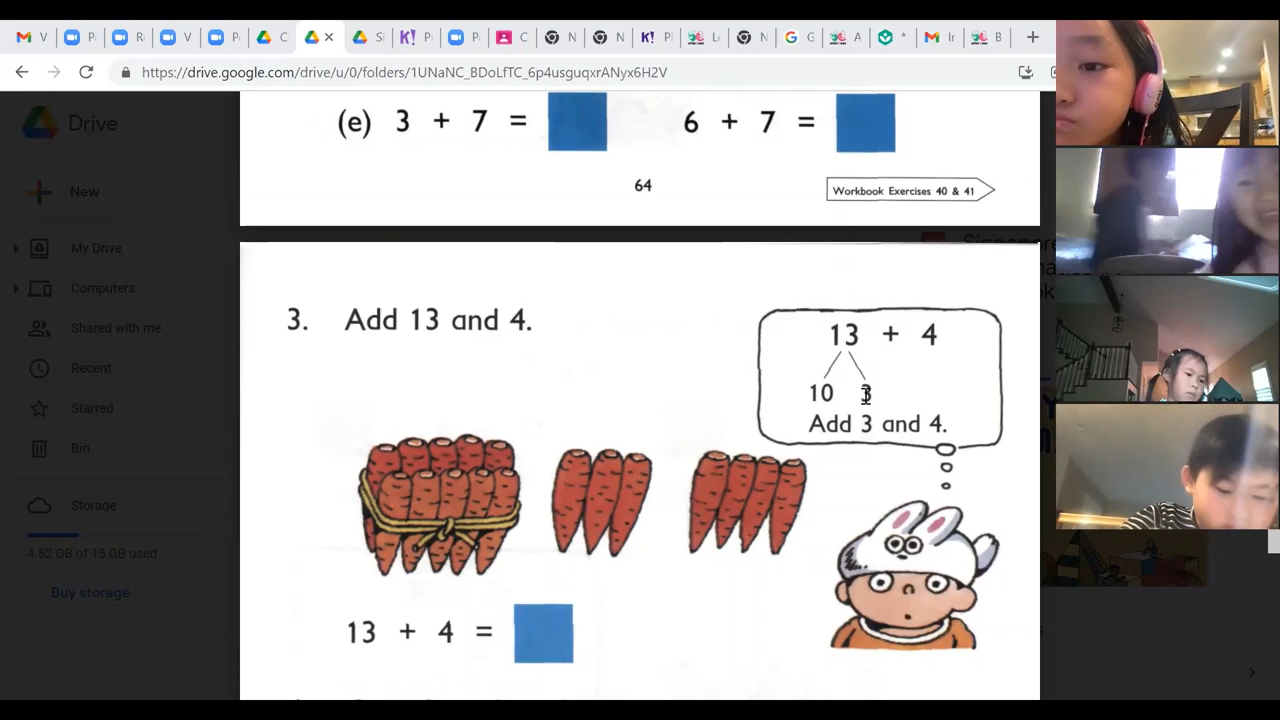 V
P
R
V
P
C
Si
P
P
C
N
N
P
L
N
G
A
*
Ir
B
https://drive.google.com/drive/u/0/folders/1UNaNC_BDoLfTC_6p4usguqxrANyx6H2V
Drive
New
My Drive
Computers
Shared with me
Recent
Starred
Bin
Storage
4.52 GB of 15 GB used
Buy storage
(e) 3 + 7 =
6 + 7 =
64
Workbook Exercises 40 & 41
3. Add 13 and 4.
13 + 4
10 3
Add 3 and 4.
13 + 4 =